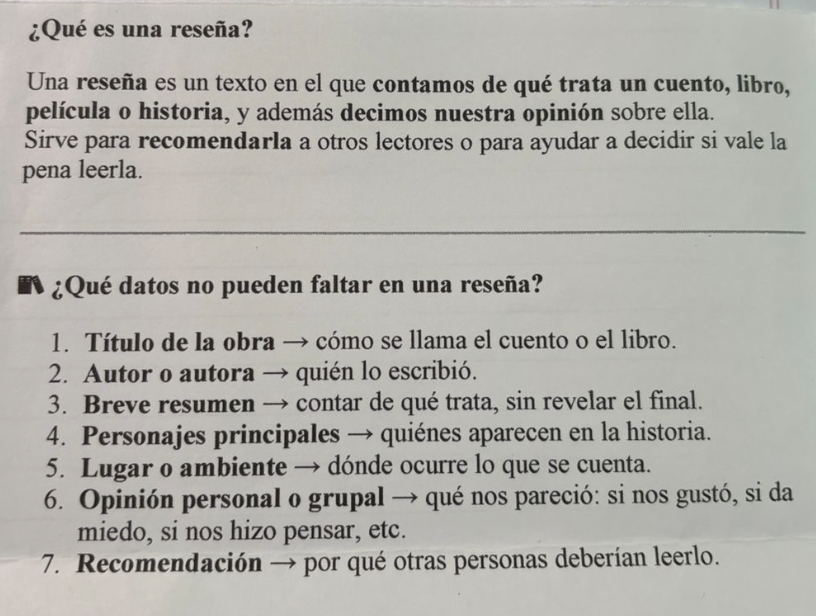 ¿Qué es una reseña?
Una reseña es un texto en el que contamos de qué trata un cuento, libro,
película o historia, y además decimos nuestra opinión sobre ella.
Sirve para recomendarla a otros lectores o para ayudar a decidir si vale la
pena leerla.
¿Qué datos no pueden faltar en una reseña?
1. Título de la obra → cómo se llama el cuento o el libro.
2. Autor o autora → quién lo escribió.
3. Breve resumen → contar de qué trata, sin revelar el final.
4. Personajes principales → quiénes aparecen en la historia.
5. Lugar o ambiente → dónde ocurre lo que se cuenta.
6. Opinión personal o grupal → qué nos pareció: si nos gustó, si da
miedo, si nos hizo pensar, etc.
7. Recomendación → por qué otras personas deberían leerlo.